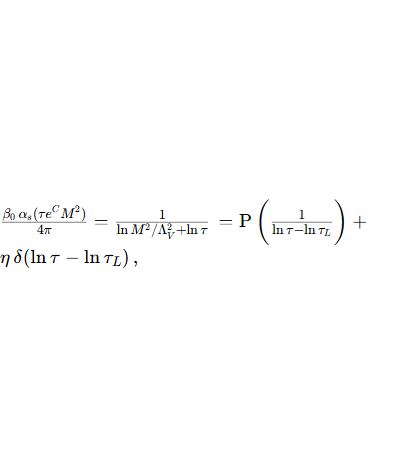 \frac{\beta_0 \, \alpha_s(\tau e^C M^2)}{4\pi} = \frac{1}{\ln M^2/\Lambda_V^2 + \ln \tau} = \mathrm{P} \left( \frac{1}{\ln \tau - \ln \tau_L} \right) +
\eta \, \delta(\ln \tau - \ln \tau_L) \, ,